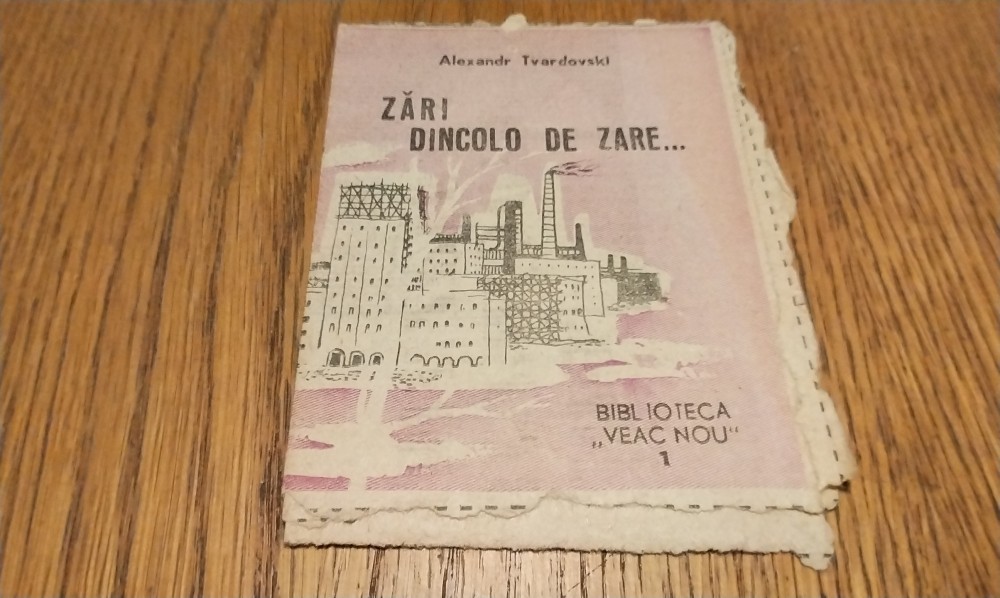 Alexandr Tvardovski
ZĂRI
DINCOLO DE ZARE...
BIBLIOTECA
„VEAC NOU“
1